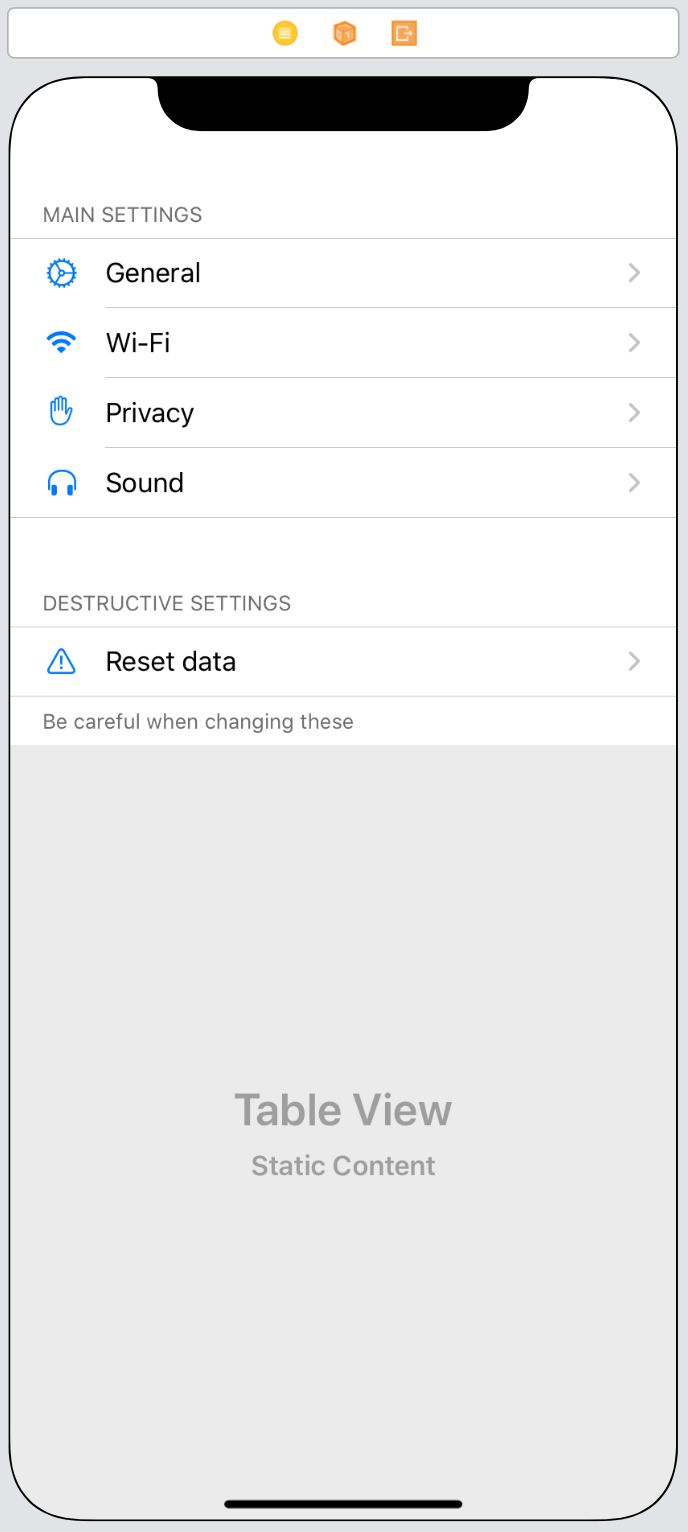 MAIN SETTINGS
General
Wi-Fi
Privacy
Sound
DESTRUCTIVE SETTINGS
Reset data
Be careful when changing these
Table View
Static Content